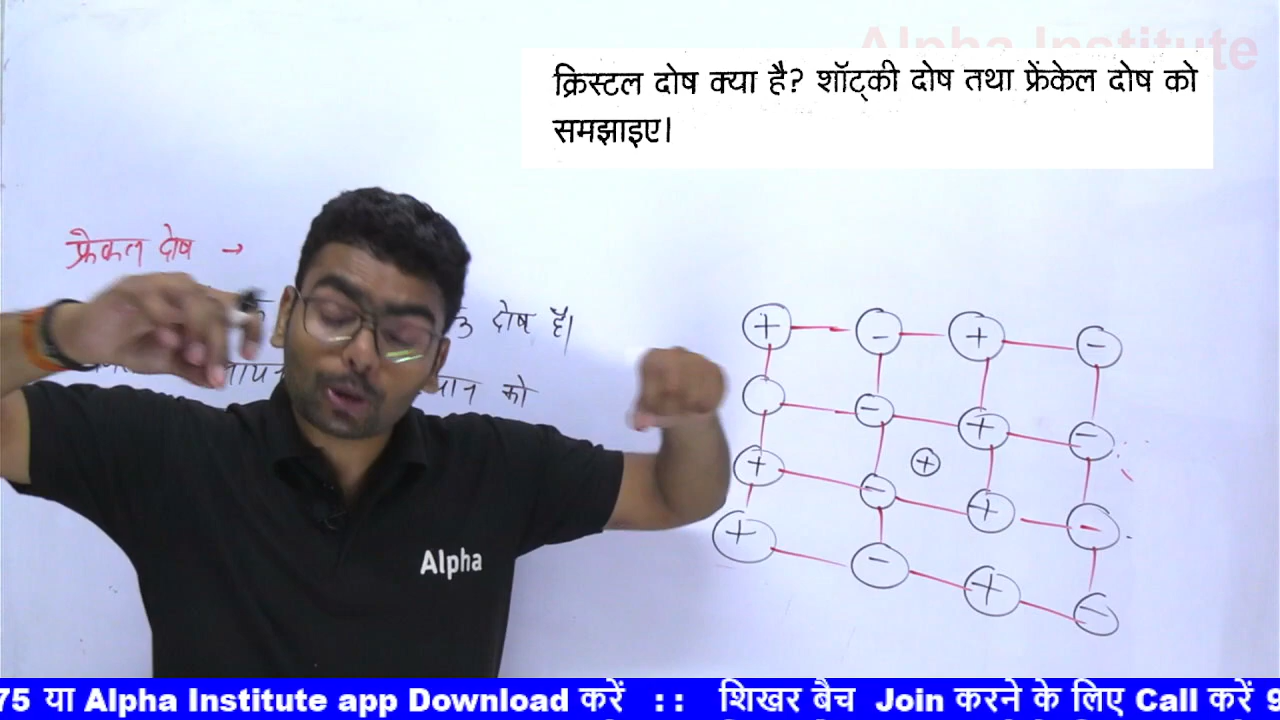 Alpha Institute
क्रिस्टल दोष क्या है? शॉट्की दोष तथा फ्रेंकेल दोष को
समझाइए।
फ्रेंकल दोष →
दोष है।
को
+ - + -
- + -
+
+ - + -
+ - + -
Alpha
75 या Alpha Institute app Download करें :: शिखर बैच Join करने के लिए Call करें 9